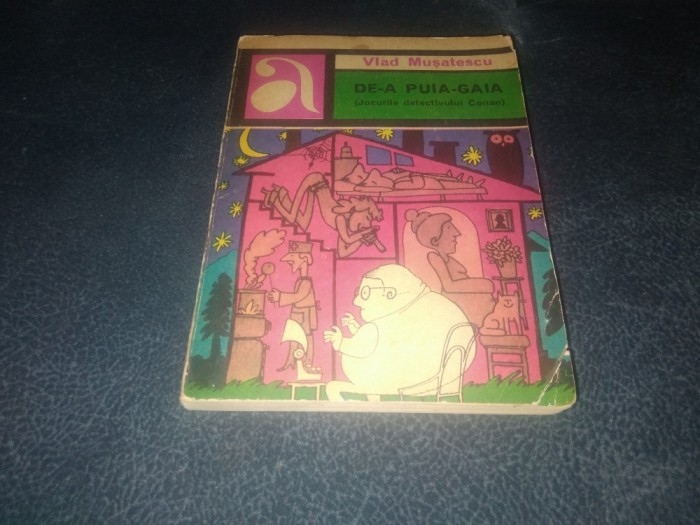 a
Vlad Mușatescu
DE-A PUIA-GAIA
(Jocurile detectivului Conan)